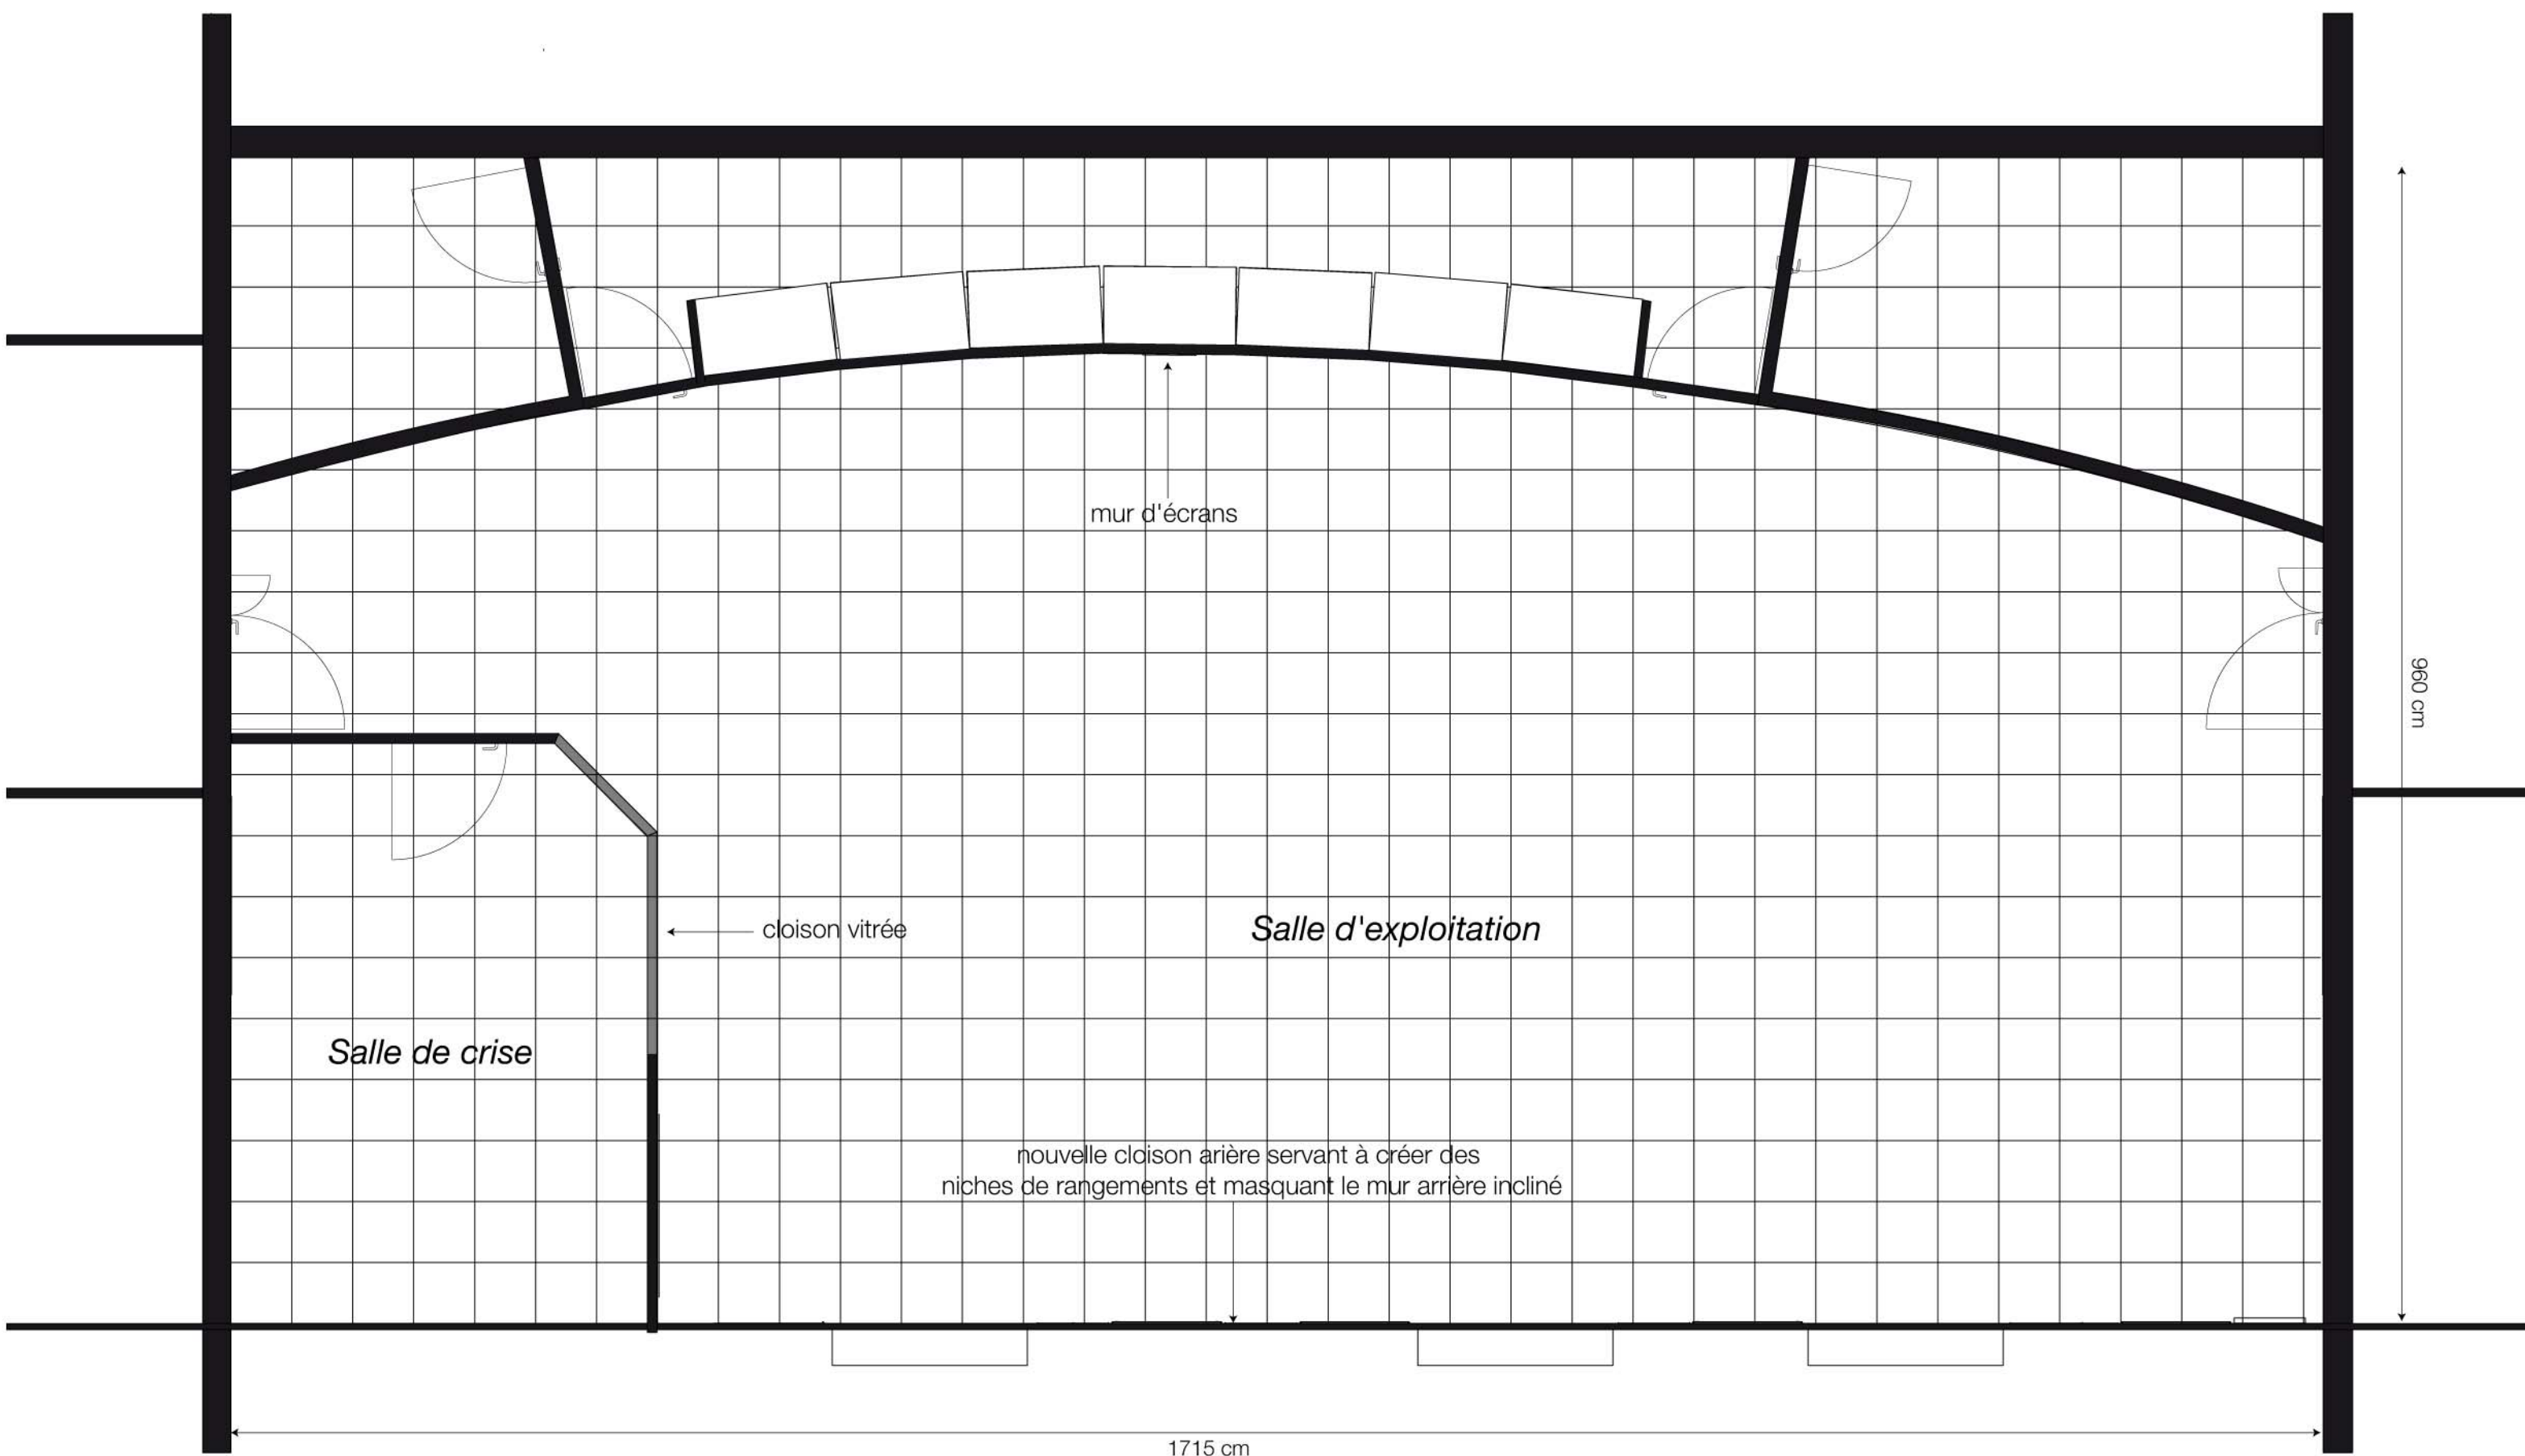 mur d'écrans
960 cm
cloison vitrée
Salle d'exploitation
Salle de crise
nouvelle cloison arière servant à créer des
niches de rangements et masquant le mur arrière incliné
1715 cm